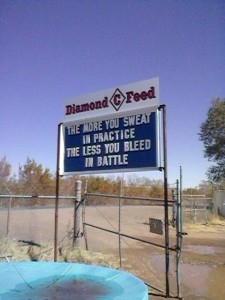 Diamond C Feed
THE MORE YOU SWEAT
IN PRACTICE
THE LESS YOU BLEED
IN BATTLE